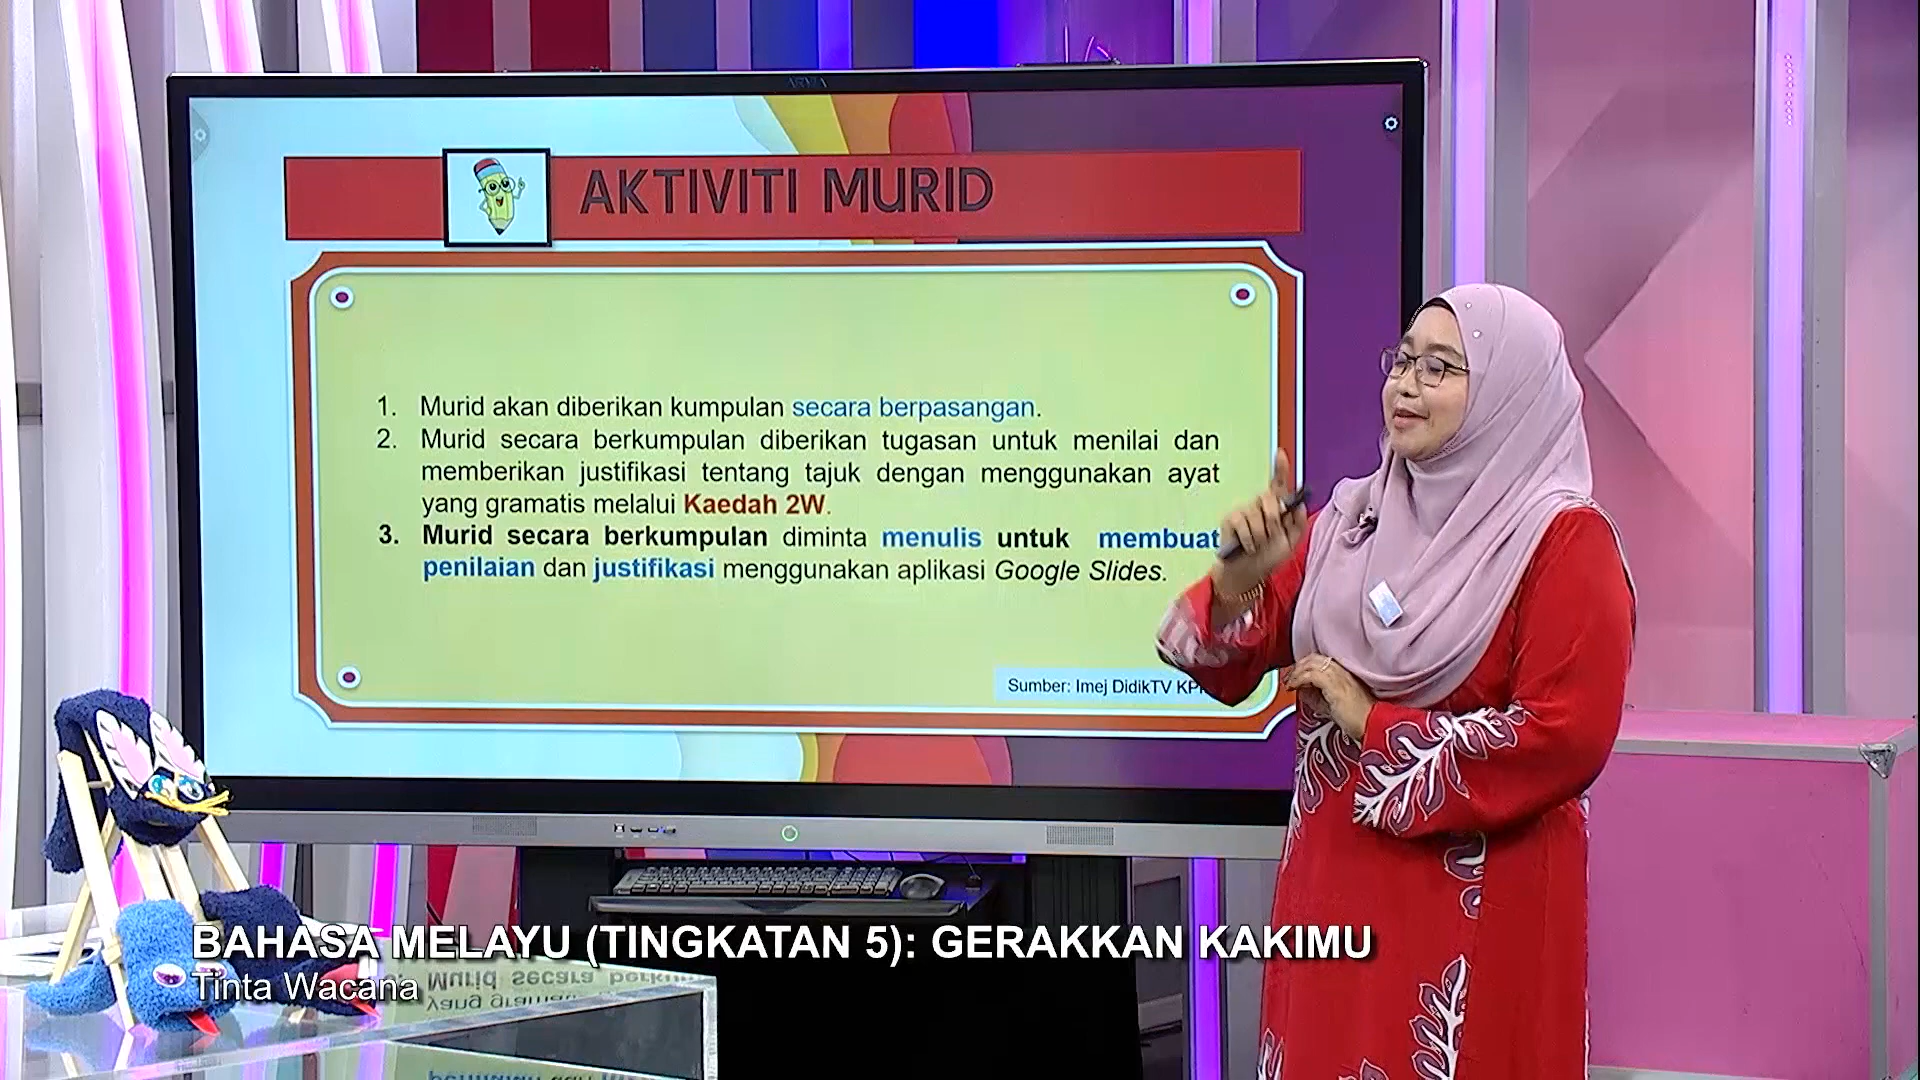 AKTIVITI MURID
1. Murid akan diberikan kumpulan secara berpasangan.
2. Murid secara berkumpulan diberikan tugasan untuk menilai dan
memberikan justifikasi tentang tajuk dengan menggunakan ayat
yang gramatis melalui Kaedah 2W.
3. Murid secara berkumpulan diminta menulis untuk membuat
penilaian dan justifikasi menggunakan aplikasi Google Slides.
Sumber: Imej DidikTV
BAHASA MELAYU (TINGKATAN 5): GERAKKAN KAKIMU
Tinta Wacana